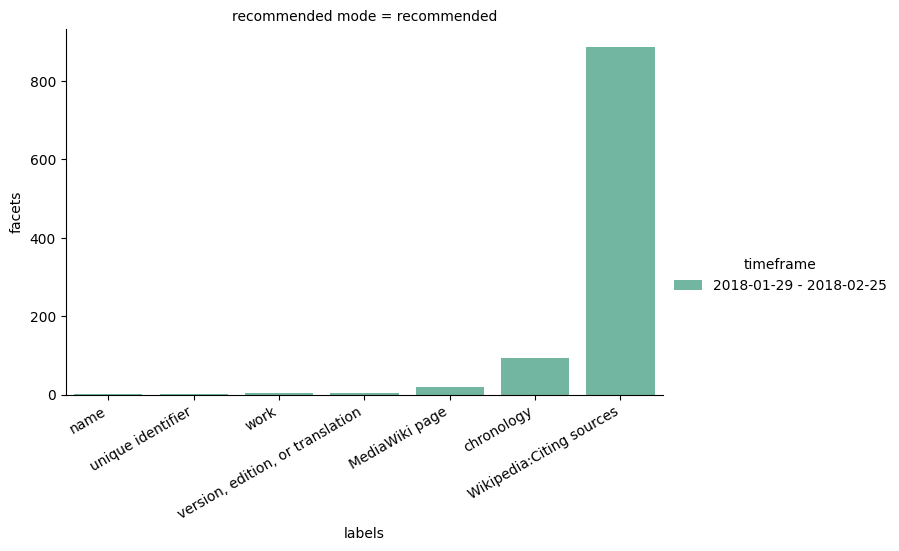 recommended mode = recommended
800
600
400
200
0
facets
name
unique identifier
work
version, edition, or translation
MediaWiki page
chronology
Wikipedia:Citing sources
labels
timeframe
2018-01-29 - 2018-02-25